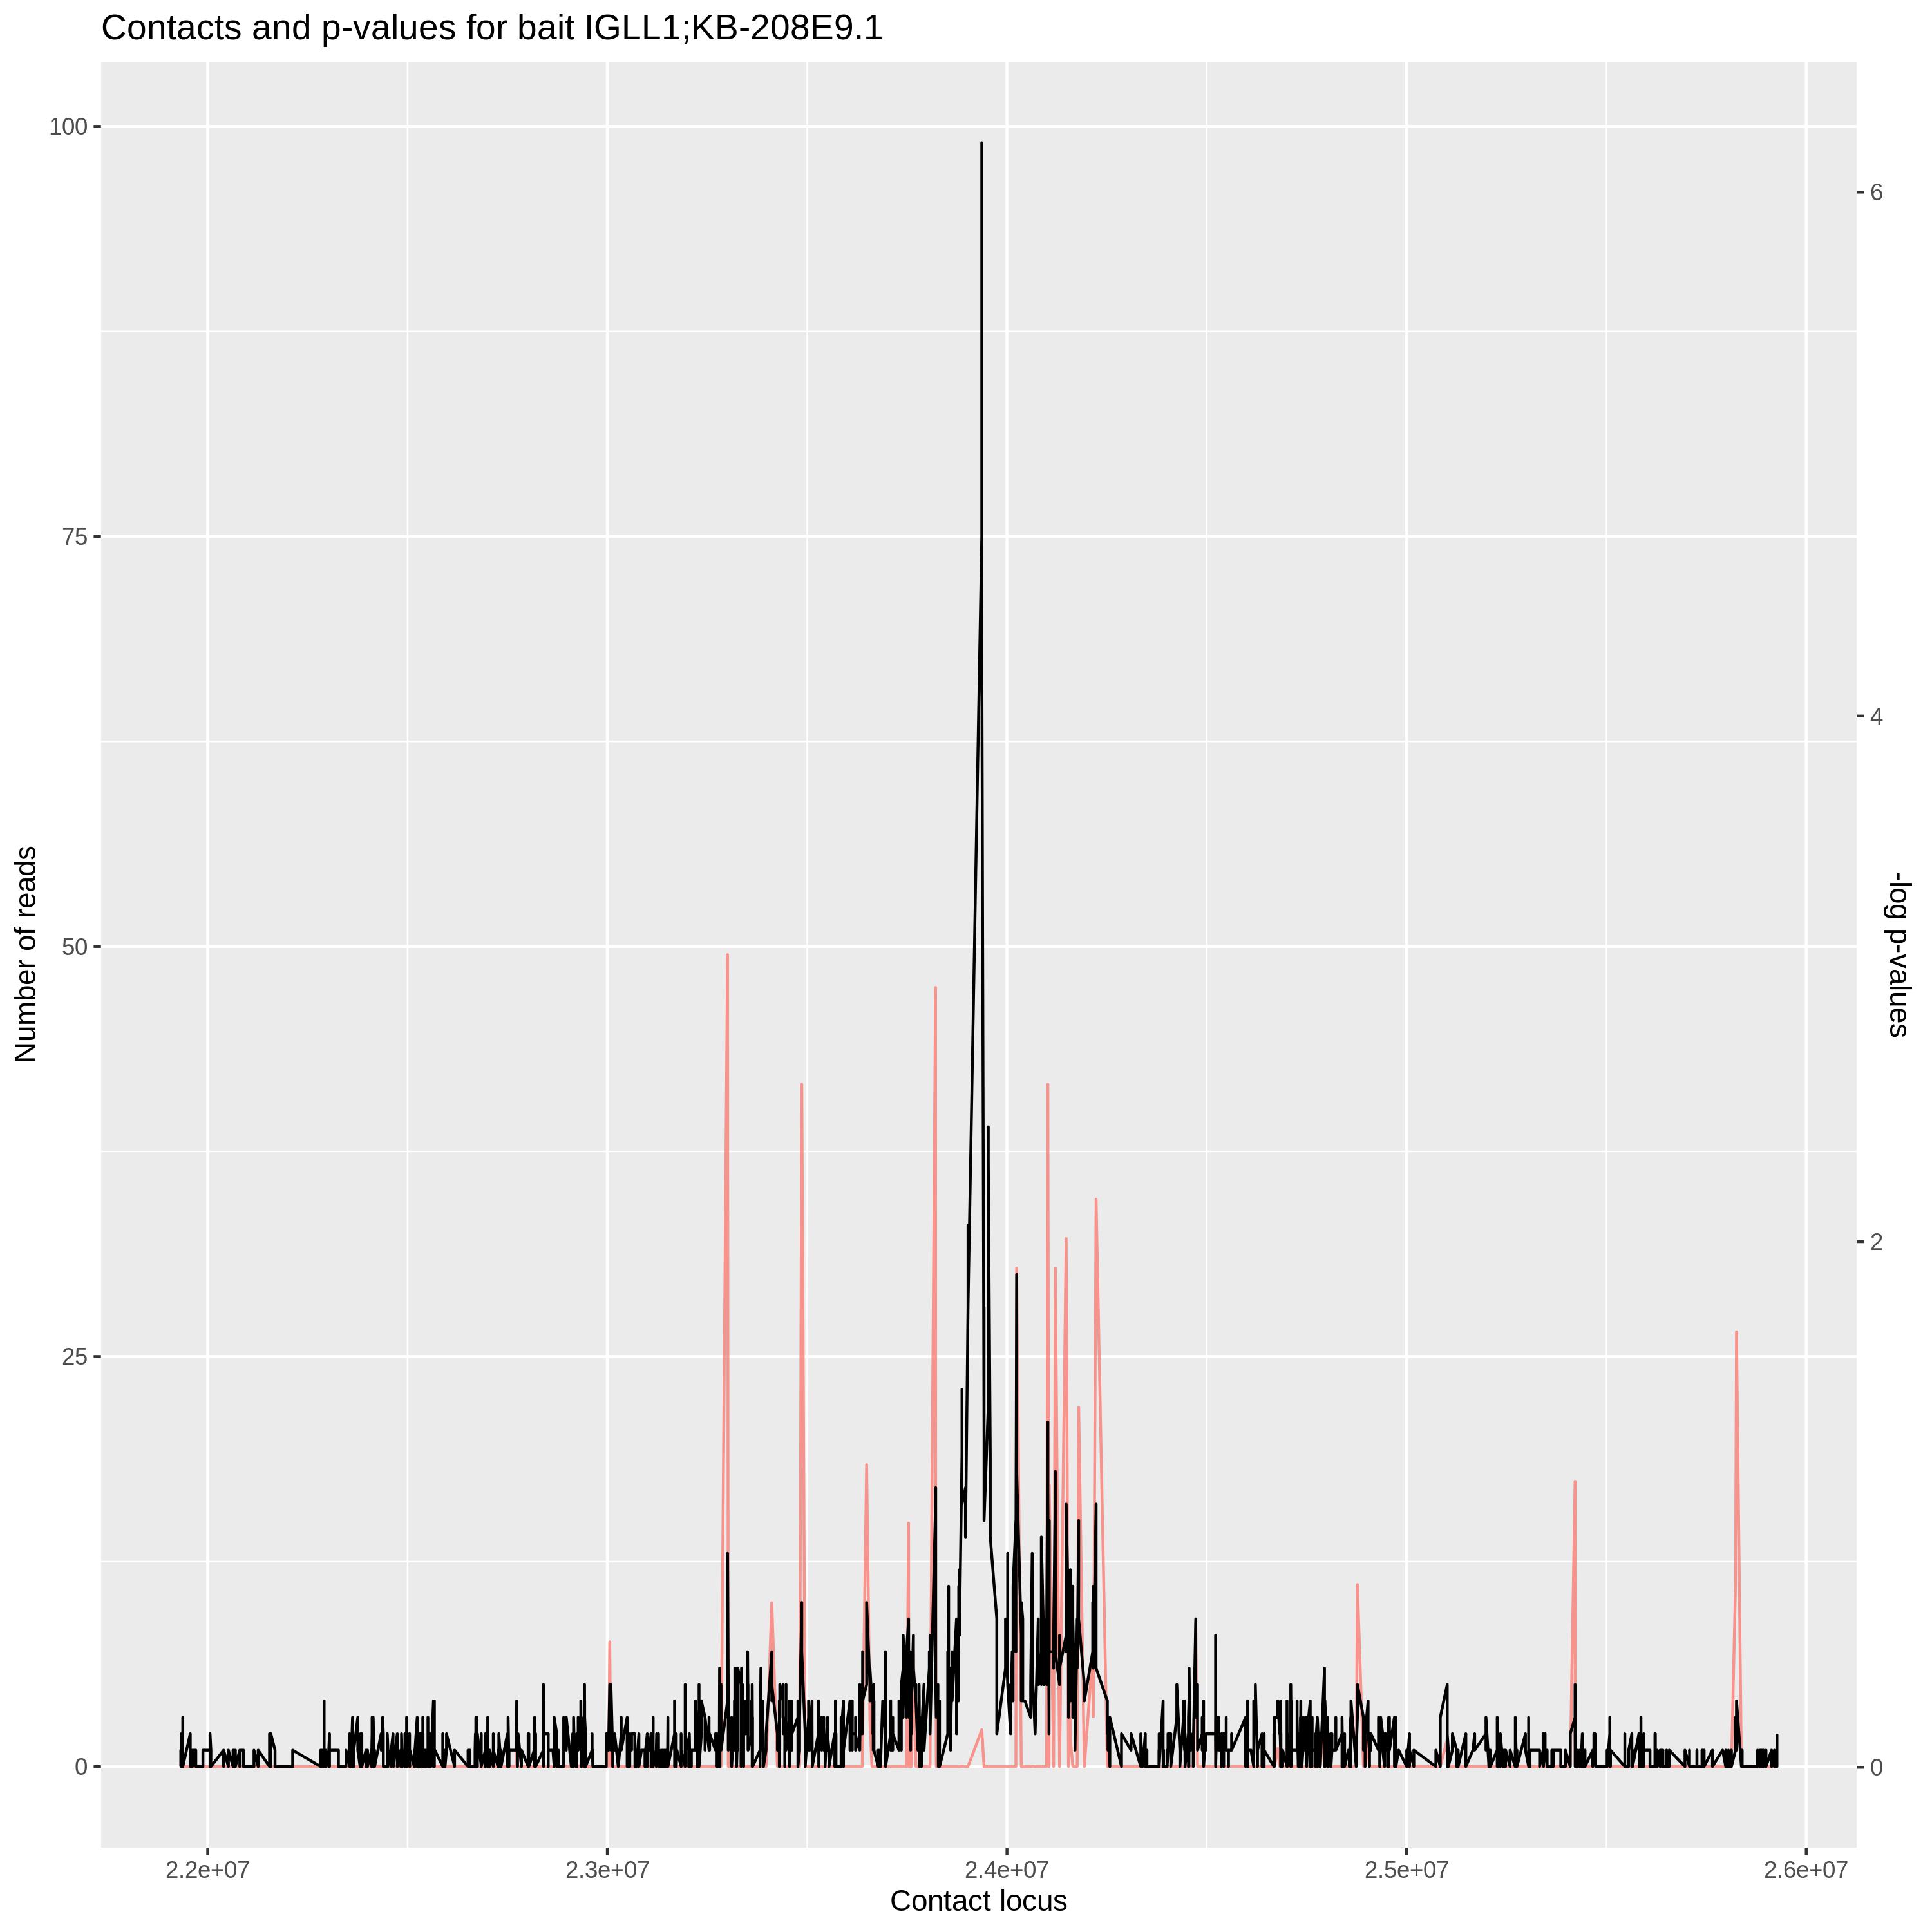 Contacts and p-values for bait IGLL1;KB-208E9.1
100
75
50
25
0
Number of reads
6
4
2
0
-log p-values
2.2e+07
2.3e+07
2.4e+07
2.5e+07
2.6e+07
Contact locus